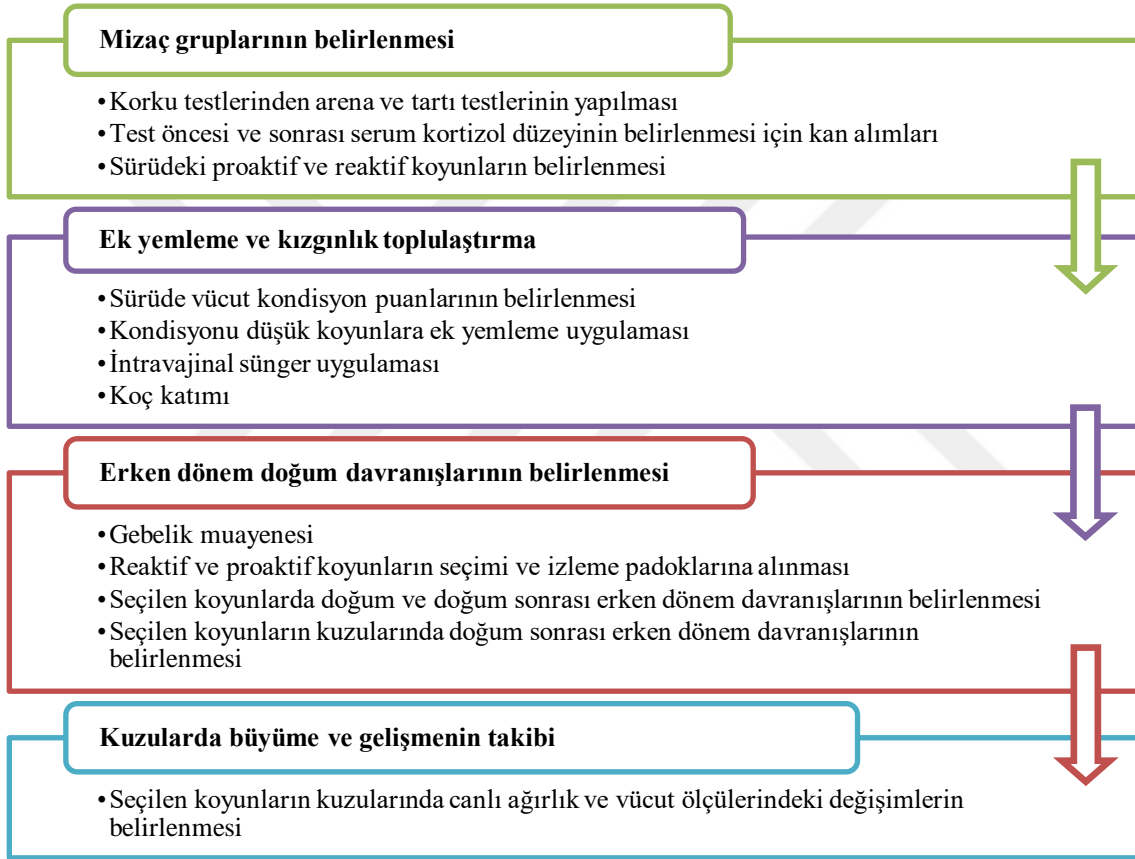 Mizaç gruplarının belirlenmesi
•Korku testlerinden arena ve tartı testlerinin yapılması
•Test öncesi ve sonrası serum kortizol düzeyinin belirlenmesi için kan alımları
•Sürüdeki proaktif ve reaktif koyunların belirlenmesi
Ek yemleme ve kızgınlık toplulaştırma
•Sürüde vücut kondisyon puanlarının belirlenmesi
•Kondisyonu düşük koyunlara ek yemleme uygulaması
•İntravajinal sünger uygulaması
•Koç katımı
Erken dönem doğum davranışlarının belirlenmesi
•Gebelik muayenesi
•Reaktif ve proaktif koyunların seçimi ve izleme padoklarına alınması
•Seçilen koyunlarda doğum ve doğum sonrası erken dönem davranışlarının belirlenmesi
•Seçilen koyunların kuzularında doğum sonrası erken dönem davranışlarının
belirlenmesi
Kuzularda büyüme ve gelişmenin takibi
•Seçilen koyunların kuzularında canlı ağırlık ve vücut ölçülerindeki değişimlerin
belirlenmesi